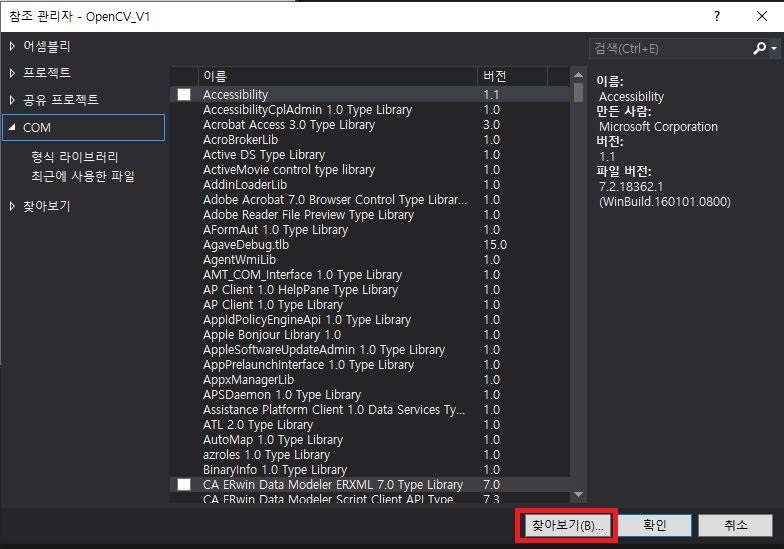 참조 관리자 - OpenCV_V1
? ×
어셈블리
프로젝트
공유 프로젝트
COM
형식 라이브러리
최근에 사용한 파일
찾아보기
이름 버전
Accessibility 1.1
AccessibilityCplAdmin 1.0 Type Library 1.0
Acrobat Access 3.0 Type Library 3.0
AcroBrokerLib 1.0
Active DS Type Library 1.0
ActiveMovie control type library 1.0
AddinLoaderLib 1.0
Adobe Acrobat 7.0 Browser Control Type Librar... 1.0
Adobe Reader File Preview Type Library 1.0
AFormAut 1.0 Type Library 1.0
AgaveDebug.tlb 15.0
AgentWmiLib 1.0
AMT_COM_Interface 1.0 Type Library 1.0
AP Client 1.0 HelpPane Type Library 1.0
AP Client 1.0 Type Library 1.0
AppIdPolicyEngineApi 1.0 Type Library 1.0
Apple Bonjour Library 1.0 1.0
AppleSoftwareUpdateAdmin 1.0 Type Library 1.0
AppPrelaunchInterface 1.0 Type Library 1.0
AppxManagerLib 1.0
APSDaemon 1.0 Type Library 1.0
Assistance Platform Client 1.0 Data Services Ty... 1.0
ATL 2.0 Type Library 1.0
AutoMap 1.0 Type Library 1.0
azroles 1.0 Type Library 1.0
BinaryInfo 1.0 Type Library 1.0
CA ERwin Data Modeler ERXML 7.0 Type Library 7.0
CA ERwin Data Modeler Script Client API Type 7.3
검색(Ctrl+E)
이름:
Accessibility
만든 사람:
Microsoft Corporation
버전:
1.1
파일 버전:
7.2.18362.1
(WinBuild.160101.0800)
찾아보기(B)... 확인 취소